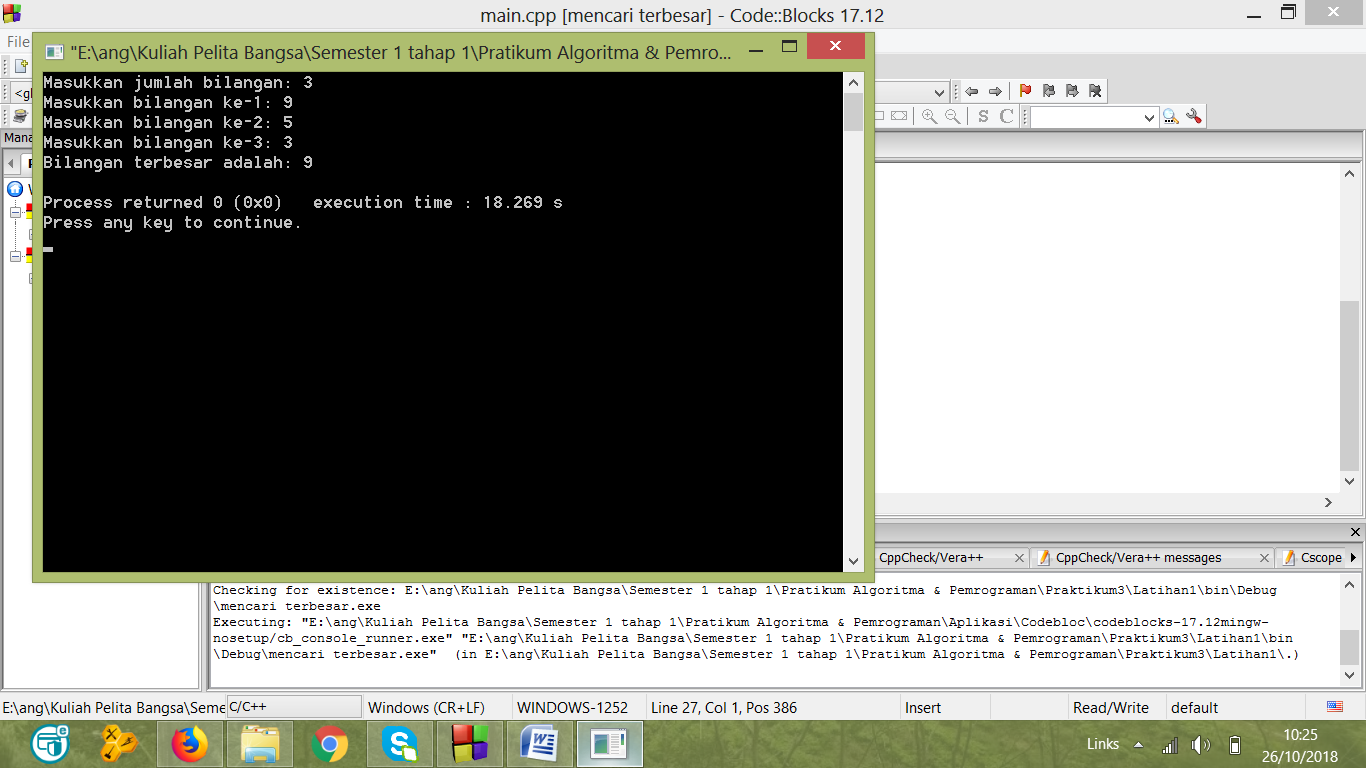 main.cpp [mencari terbesar] - Code::Blocks 17.12
File
"E:\ang\Kuliah Pelita Bangsa\Semester 1 tahap 1\Pratikum Algoritma & Pemro...
Masukkan jumlah bilangan: 3
Masukkan bilangan ke-1: 9
Masukkan bilangan ke-2: 5
Masukkan bilangan ke-3: 3
Bilangan terbesar adalah: 9
Process returned 0 (0x0)   execution time : 18.269 s
Press any key to continue.
<gl
S C
Mana
CppCheck/Vera++
CppCheck/Vera++ messages
Cscope
Checking for existence: E:\ang\Kuliah Pelita Bangsa\Semester 1 tahap 1\Pratikum Algoritma & Pemrograman\Praktikum3\Latihan1\bin\Debug
\mencari terbesar.exe
Executing: "E:\ang\Kuliah Pelita Bangsa\Semester 1 tahap 1\Pratikum Algoritma & Pemrograman\Aplikasi\Codebloc\codeblocks-17.12mingw-
nosetup/cb_console_runner.exe" "E:\ang\Kuliah Pelita Bangsa\Semester 1 tahap 1\Pratikum Algoritma & Pemrograman\Praktikum3\Latihan1\bin
\Debug\mencari terbesar.exe"  (in E:\ang\Kuliah Pelita Bangsa\Semester 1 tahap 1\Pratikum Algoritma & Pemrograman\Praktikum3\Latihan1\.)
E:\ang\Kuliah Pelita Bangsa\Seme
C/C++
Windows (CR+LF)
WINDOWS-1252
Line 27, Col 1, Pos 386
Insert
Read/Write
default
Links
10:25
26/10/2018